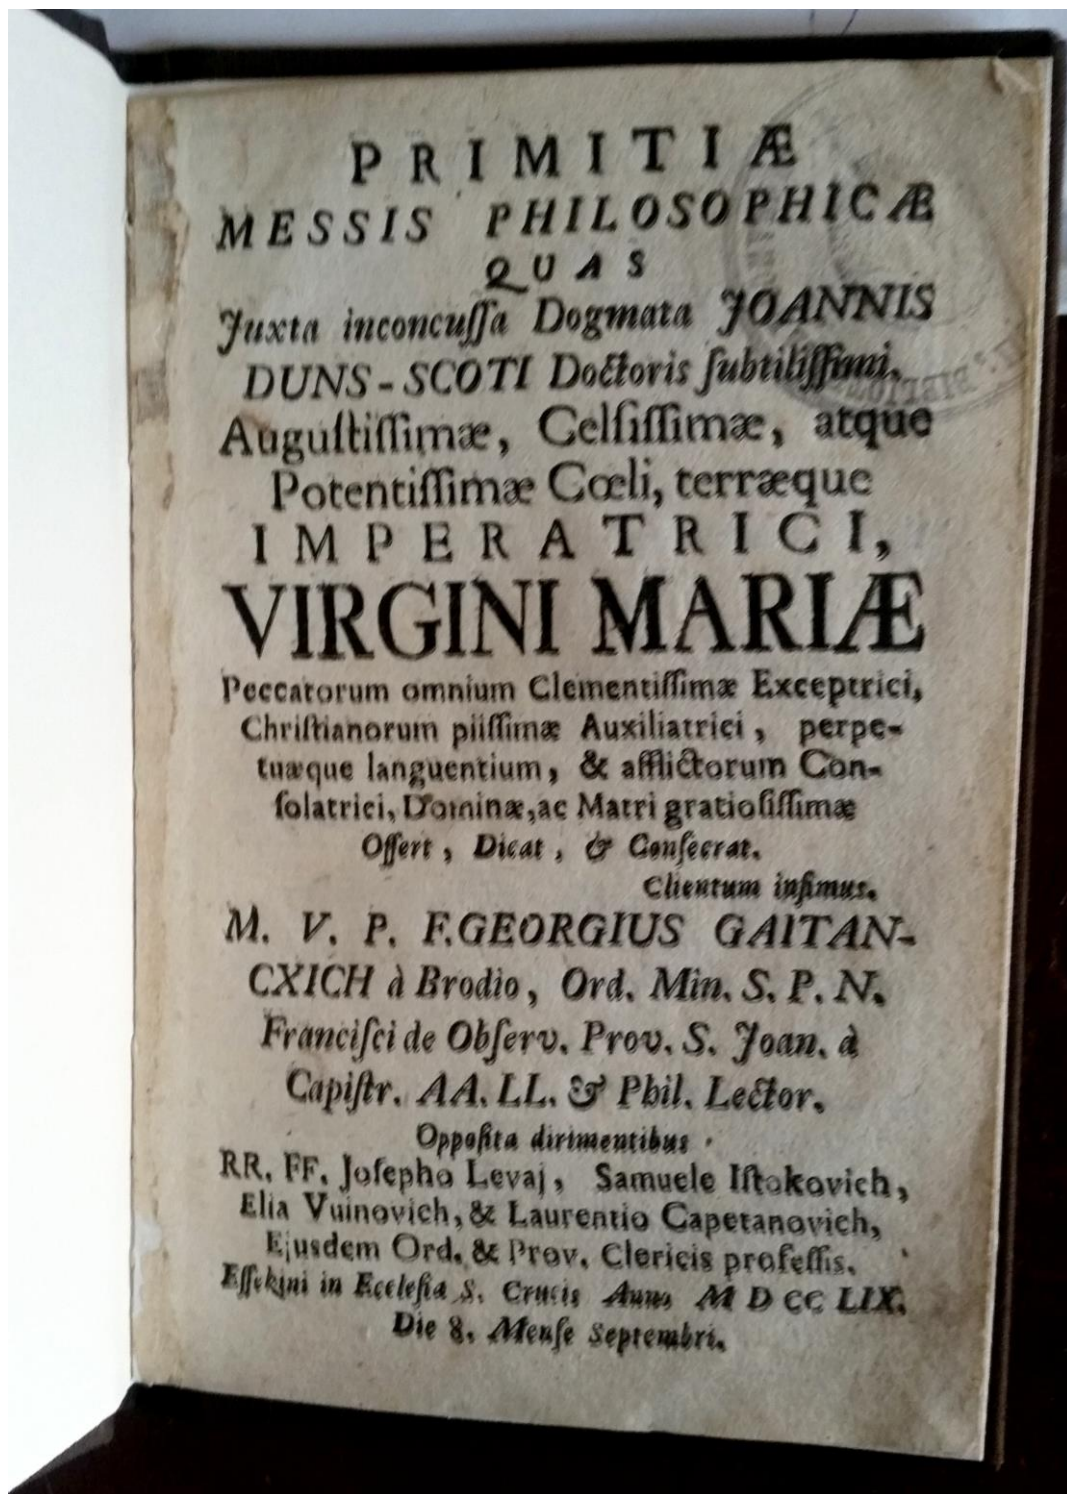 PRIMITIÆ
MESSIS PHILOSOPHICÆ
QUAS
Juxta inconcuſſa Dogmata JOANNIS
DUNS-SCOTI Doctoris ſubtiliſſimi,
Auguſtiſſimæ, Celſiſſimæ, atque
Potentiſſimæ Cœli, terræque
IMPERATRICI,
VIRGINI MARIÆ
Peccatorum omnium Clementiſſimæ Exceptrici,
Chriſtianorum piiſſimæ Auxiliatrici, perpe-
tuæque languentium, & afflictorum Con-
ſolatrici, Dominæ, ac Matri gratioſiſſimæ
Offert, Dicat, & Conſecrat.
Clientum infimus.
M. V. P. F. GEORGIUS GAITAN-
CXICH à Brodio, Ord. Min. S. P. N.
Franciſci de Obſerv. Prov. S. Joan. à
Capiſtr. AA. LL. & Phil. Lector.
Oppoſita dirimentibus
RR. FF. Joſepho Levaj, Samuele Iſtokovich,
Elia Vuinovich, & Laurentio Capetanovich,
Ejusdem Ord. & Prov. Clericis profeſſis.
Eſſekini in Eccleſia S. Crucis Anno MDCCLIX.
Die 8. Menſe Septembri.